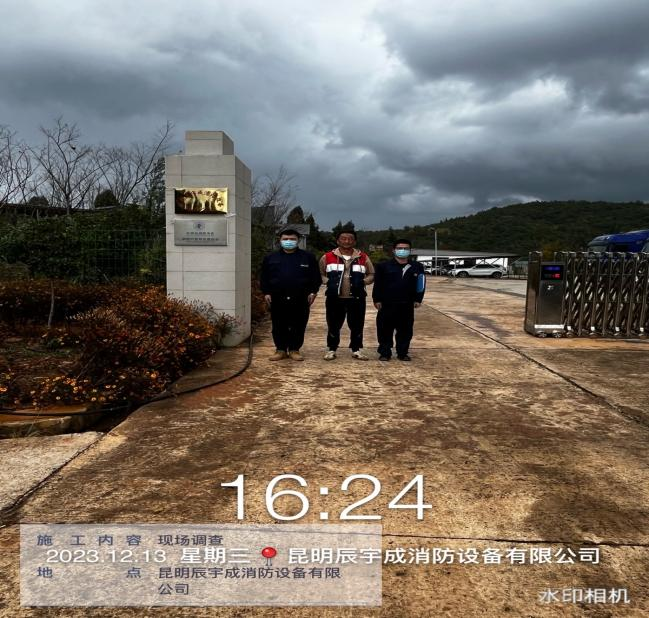 16:24
施工内容 现场调查
2023.12.13 星期三 昆明辰宇成消防设备有限公司
地点 昆明辰宇成消防设备有限
公司
水印相机